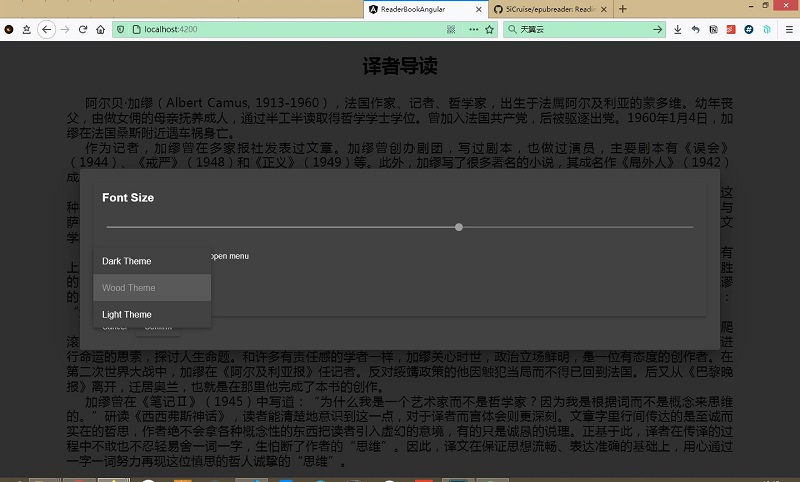 ReaderBookAngular
5iCruise/epubreader: Readi
localhost:4200
天翼云
译者导读
阿尔贝·加缪（Albert Camus, 1913-1960），法国作家、记者、哲学家，出生于法属阿尔及利亚的蒙多维。幼年丧
父，由做女佣的母亲抚养成人，通过半工半读取得哲学学士学位。曾加入法国共产党，后被驱逐出党。1960年1月4日，加
缪在法国桑斯附近遇车祸身亡。
作为记者，加缪曾在多家报社发表过文章。加缪曾创办剧团，写过剧本，也做过演员，主要剧本有《误会》
（1944）、《戒严》（1948）和《正义》（1949）等。此外，加缪写了很多著名的小说，其成名作《局外人》（1942）
成
这
种
与
萨
文
学
Font Size
有
上
open menu
胜
的
Dark Theme
缪
的
Wood Theme
：
Light Theme
Cancel
Confirm
爬
滚
进
行命运的思索，探讨人生命题。和许多有责任感的学者一样，加缪关心时世，政治立场鲜明，是一位有态度的创作者。在
第二次世界大战中，加缪在《阿尔及利亚报》任记者。反对绥靖政策的他因触犯当局而不得已回到法国。后又从《巴黎晚
报》离开，迁居奥兰，也就是在那里他完成了本书的创作。
加缪曾在《笔记Ⅱ》（1945）中写道：“为什么我是一个艺术家而不是哲学家？因为我是根据词而不是概念来思维
的。”研读《西西弗斯神话》，读者能清楚地意识到这一点，对于译者而言体会则更深刻。文章字里行间传达的是至诚而
实在的哲思，作者绝不会拿各种概念性的东西把读者引入虚幻的意境，有的只是诚恳的说理。正基于此，译者在传译的过
程中不敢也不忍轻易舍一词一字，生怕断了作者的“思维”。因此，译文在保证思想流畅、表达准确的基础上，用心通过
一字一词努力再现这位慎思的哲人诚挚的“思维”。